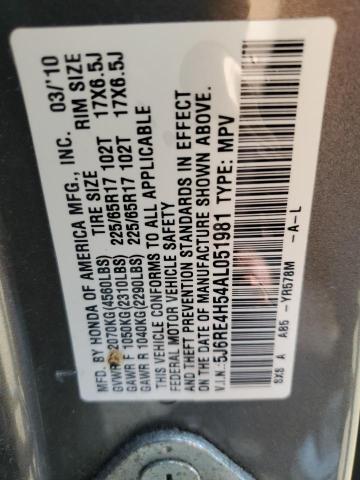 MFD. BY HONDA OF AMERICA MFG., INC. 03/'10
TIRE SIZE RIM SIZE
GVWR 2070KG(4560LBS) 225/65R17 102T 17X6.5J
GAWR F 1050KG(2310LBS) 225/65R17 102T 17X6.5J
GAWR R 1040KG(2290LBS)
THIS VEHICLE CONFORMS TO ALL APPLICABLE
FEDERAL MOTOR VEHICLE SAFETY
AND THEFT PREVENTION STANDARDS IN EFFECT
ON THE DATE OF MANUFACTURE SHOWN ABOVE.
V.I.N.:5J6RE4H54AL051981 TYPE: MPV
SXS A A85 -YR578M -A-L